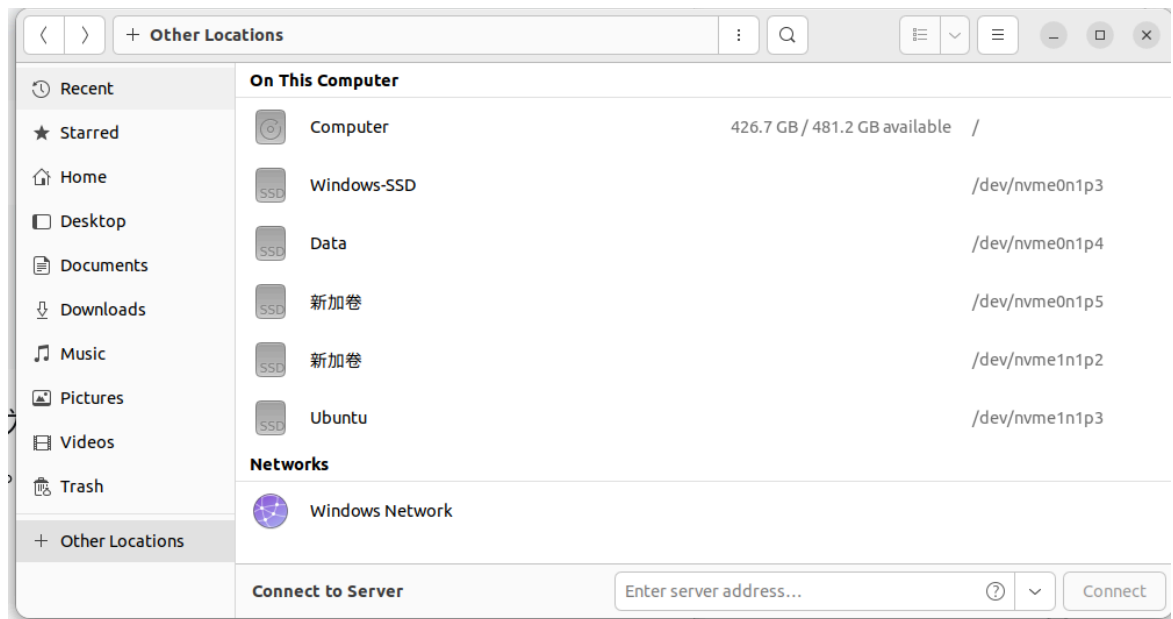 + Other Locations
Recent
Starred
Home
Desktop
Documents
Downloads
Music
Pictures
Videos
Trash
+ Other Locations
On This Computer
Computer 426.7 GB / 481.2 GB available /
SSD Windows-SSD /dev/nvme0n1p3
SSD Data /dev/nvme0n1p4
SSD 新加卷 /dev/nvme0n1p5
SSD 新加卷 /dev/nvme1n1p2
SSD Ubuntu /dev/nvme1n1p3
Networks
Windows Network
Connect to Server Enter server address... ? Connect